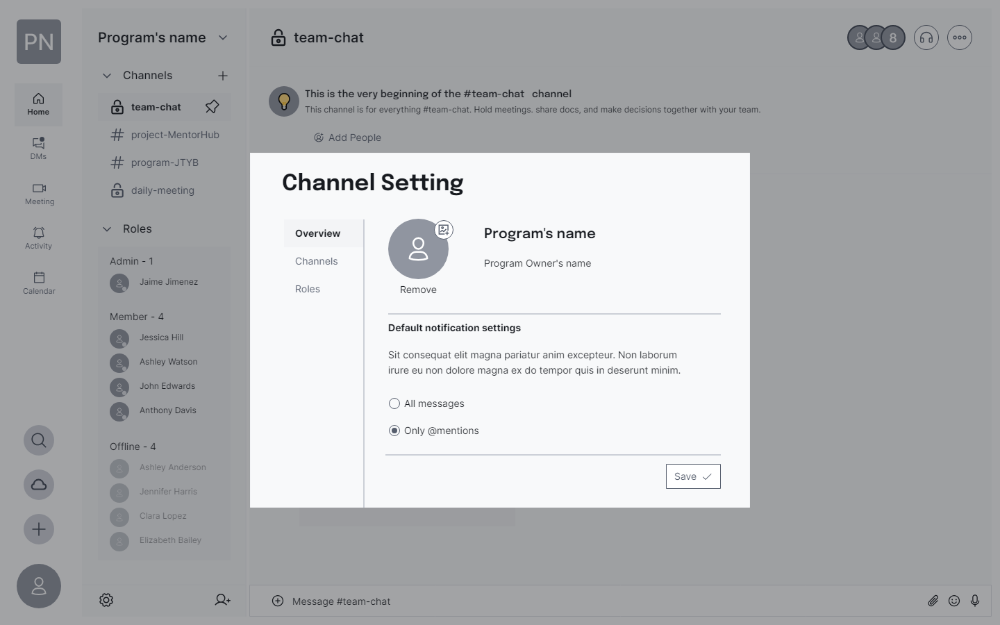 PN
Home
DMs
Meeting
Activity
Calendar
Program's name
Channels
team-chat
project-MentorHub
program-JTYB
daily-meeting
Roles
Admin - 1
Jaime Jimenez
Member - 4
Jessica Hill
Ashley Watson
John Edwards
Anthony Davis
Offline - 4
Ashley Anderson
Jennifer Harris
Clara Lopez
Elizabeth Bailey
team-chat
8
This is the very beginning of the #team-chat channel
This channel is for everything #team-chat. Hold meetings. share docs, and make decisions together with your team.
Add People
Channel Setting
Overview
Channels
Roles
Remove
Program's name
Program Owner's name
Default notification settings
Sit consequat elit magna pariatur anim excepteur. Non laborum
irure eu non dolore magna ex do tempor quis in deserunt minim.
All messages
Only @mentions
Save
Message #team-chat